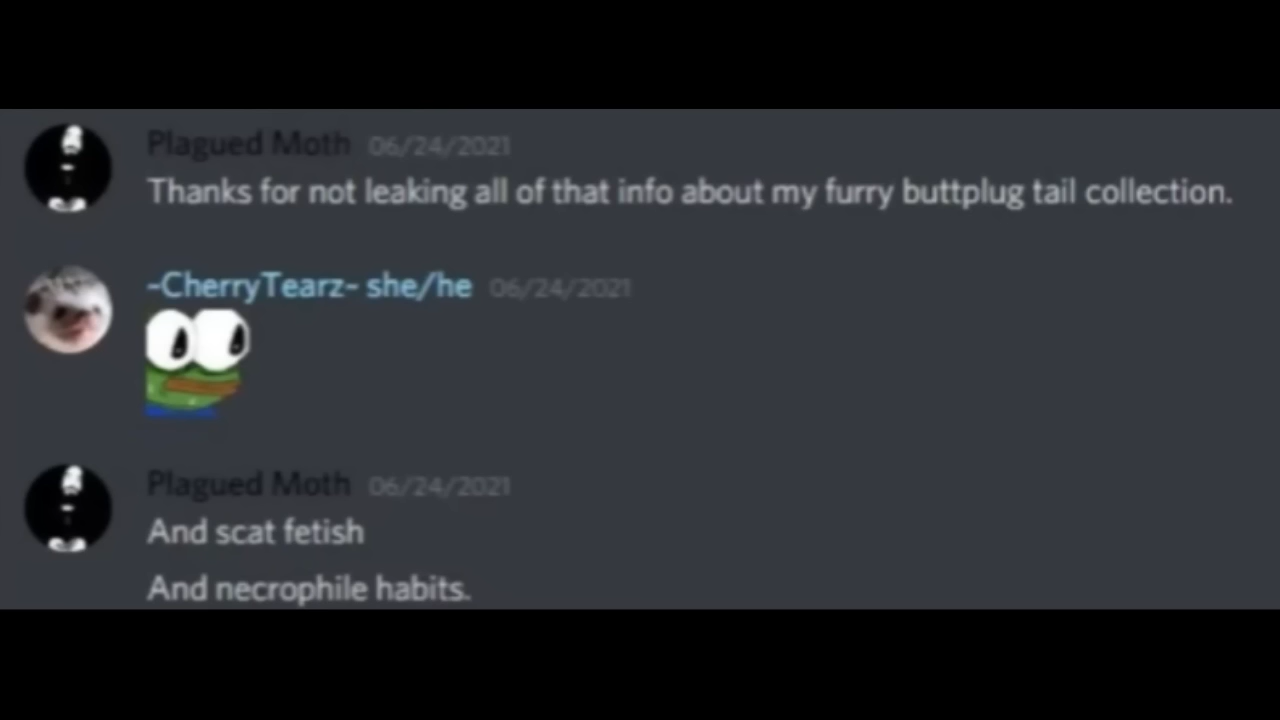 Plagued Moth 06/24/2021
Thanks for not leaking all of that info about my furry buttplug tail collection.
~CherryTearz~ she/he 06/24/2021
Plagued Moth 06/24/2021
And scat fetish
And necrophile habits.